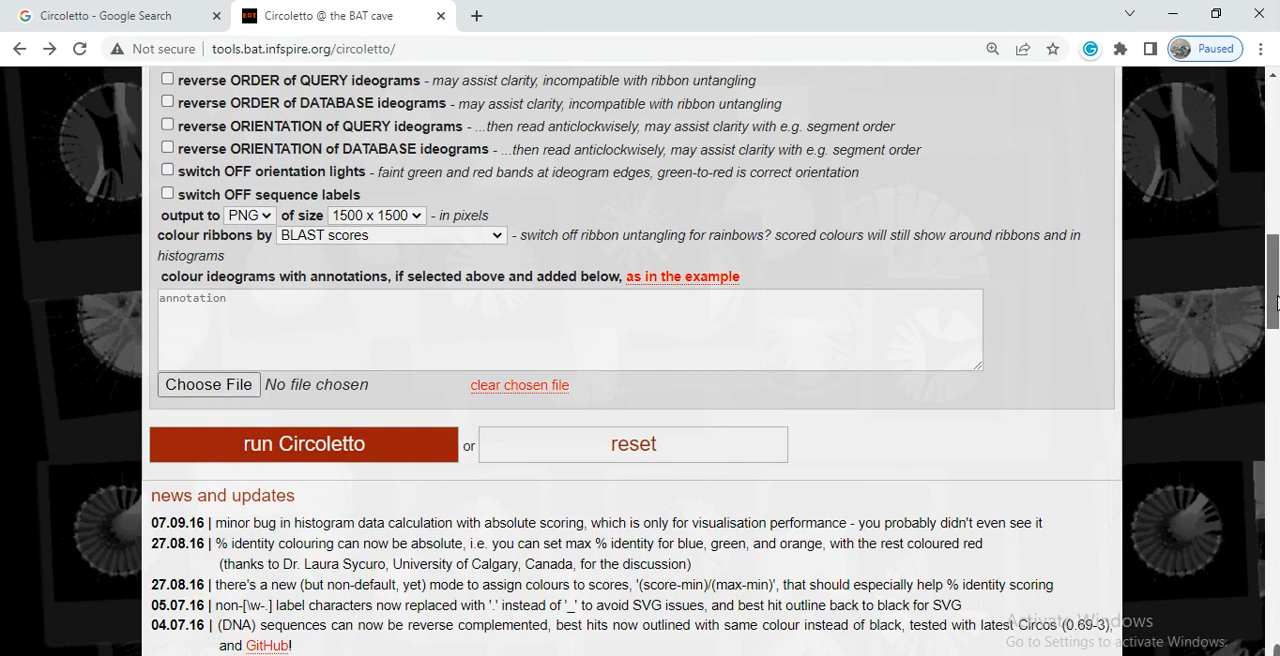 Circoletto - Google Search
BAT Circoletto @ the BAT cave
Not secure | tools.bat.infspire.org/circoletto/ Paused
reverse ORDER of QUERY ideograms - may assist clarity, incompatible with ribbon untangling
reverse ORDER of DATABASE ideograms - may assist clarity, incompatible with ribbon untangling
reverse ORIENTATION of QUERY ideograms - ...then read anticlockwisely, may assist clarity with e.g. segment order
reverse ORIENTATION of DATABASE ideograms - ...then read anticlockwisely, may assist clarity with e.g. segment order
switch OFF orientation lights - faint green and red bands at ideogram edges, green-to-red is correct orientation
switch OFF sequence labels
output to PNG of size 1500 x 1500 - in pixels
colour ribbons by BLAST scores - switch off ribbon untangling for rainbows? scored colours will still show around ribbons and in
histograms
colour ideograms with annotations, if selected above and added below, as in the example
annotation
Choose File No file chosen clear chosen file
run Circoletto or reset
news and updates
07.09.16 | minor bug in histogram data calculation with absolute scoring, which is only for visualisation performance - you probably didn't even see it
27.08.16 | % identity colouring can now be absolute, i.e. you can set max % identity for blue, green, and orange, with the rest coloured red
(thanks to Dr. Laura Sycuro, University of Calgary, Canada, for the discussion)
27.08.16 | there's a new (but non-default, yet) mode to assign colours to scores, '(score-min)/(max-min)', that should especially help % identity scoring
05.07.16 | non-[\w-.] label characters now replaced with '.' instead of '_' to avoid SVG issues, and best hit outline back to black for SVG
04.07.16 | (DNA) sequences can now be reverse complemented, best hits now outlined with same colour instead of black, tested with latest Circos (0.69-3),
and GitHub!
Activate Windows
Go to Settings to activate Windows.